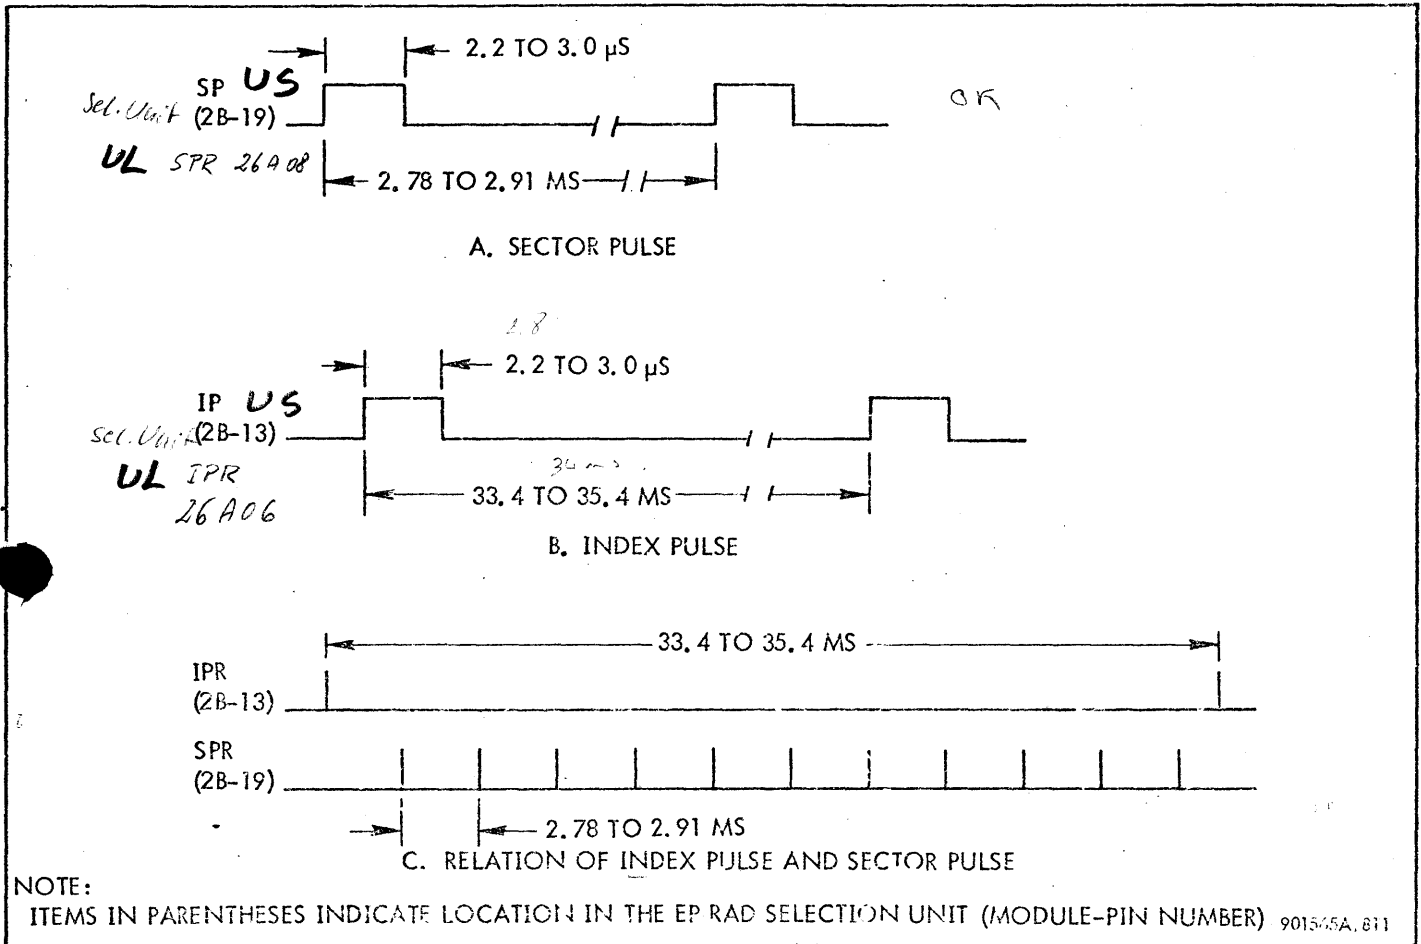 2.2 TO 3.0 µS
SP US
Sel. Unit (2B-19)
OK
UL SPR 26A08
2.78 TO 2.91 MS
A. SECTOR PULSE
2.8
2.2 TO 3.0 µS
IP US
Sel. Unit (2B-13)
UL IPR
26A06
34 ms
33.4 TO 35.4 MS
B. INDEX PULSE
33.4 TO 35.4 MS
IPR
(2B-13)
SPR
(2B-19)
2.78 TO 2.91 MS
C. RELATION OF INDEX PULSE AND SECTOR PULSE
NOTE:
ITEMS IN PARENTHESES INDICATE LOCATION IN THE EP RAD SELECTION UNIT (MODULE-PIN NUMBER)